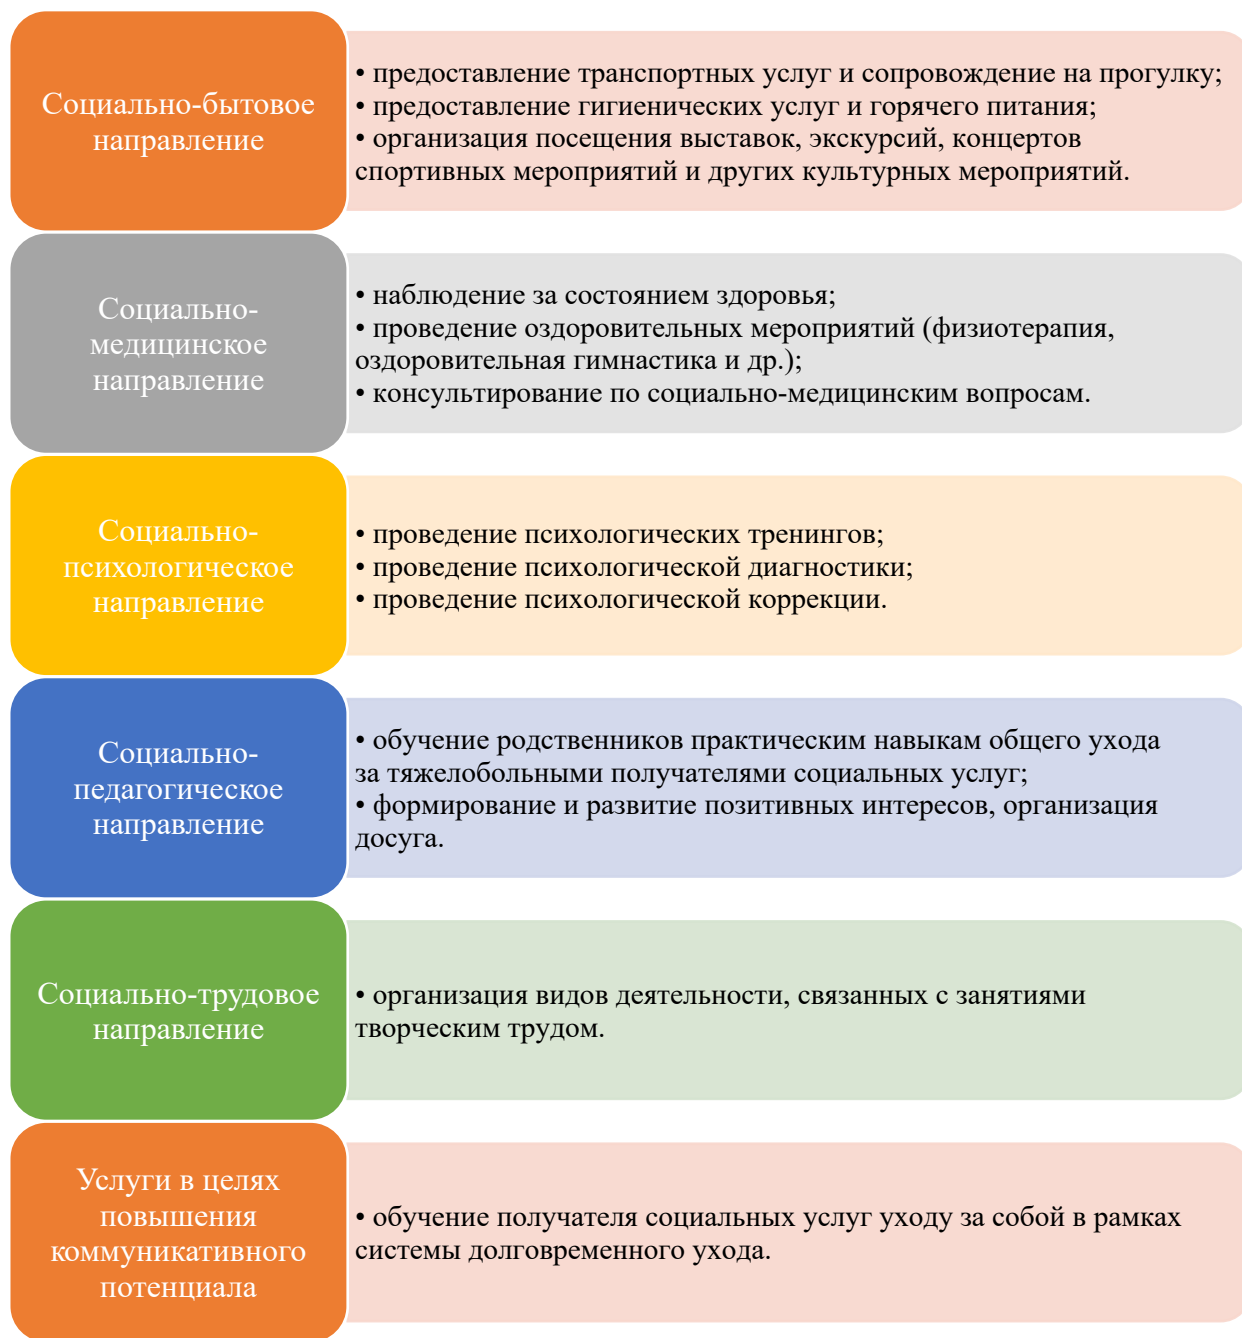 Социально-бытовое
направление
• предоставление транспортных услуг и сопровождение на прогулку;
• предоставление гигиенических услуг и горячего питания;
• организация посещения выставок, экскурсий, концертов
спортивных мероприятий и других культурных мероприятий.
Социально-
медицинское
направление
• наблюдение за состоянием здоровья;
• проведение оздоровительных мероприятий (физиотерапия,
оздоровительная гимнастика и др.);
• консультирование по социально-медицинским вопросам.
Социально-
психологическое
направление
• проведение психологических тренингов;
• проведение психологической диагностики;
• проведение психологической коррекции.
Социально-
педагогическое
направление
• обучение родственников практическим навыкам общего ухода
за тяжелобольными получателями социальных услуг;
• формирование и развитие позитивных интересов, организация
досуга.
Социально-трудовое
направление
• организация видов деятельности, связанных с занятиями
творческим трудом.
Услуги в целях
повышения
коммуникативного
потенциала
• обучение получателя социальных услуг уходу за собой в рамках
системы долговременного ухода.